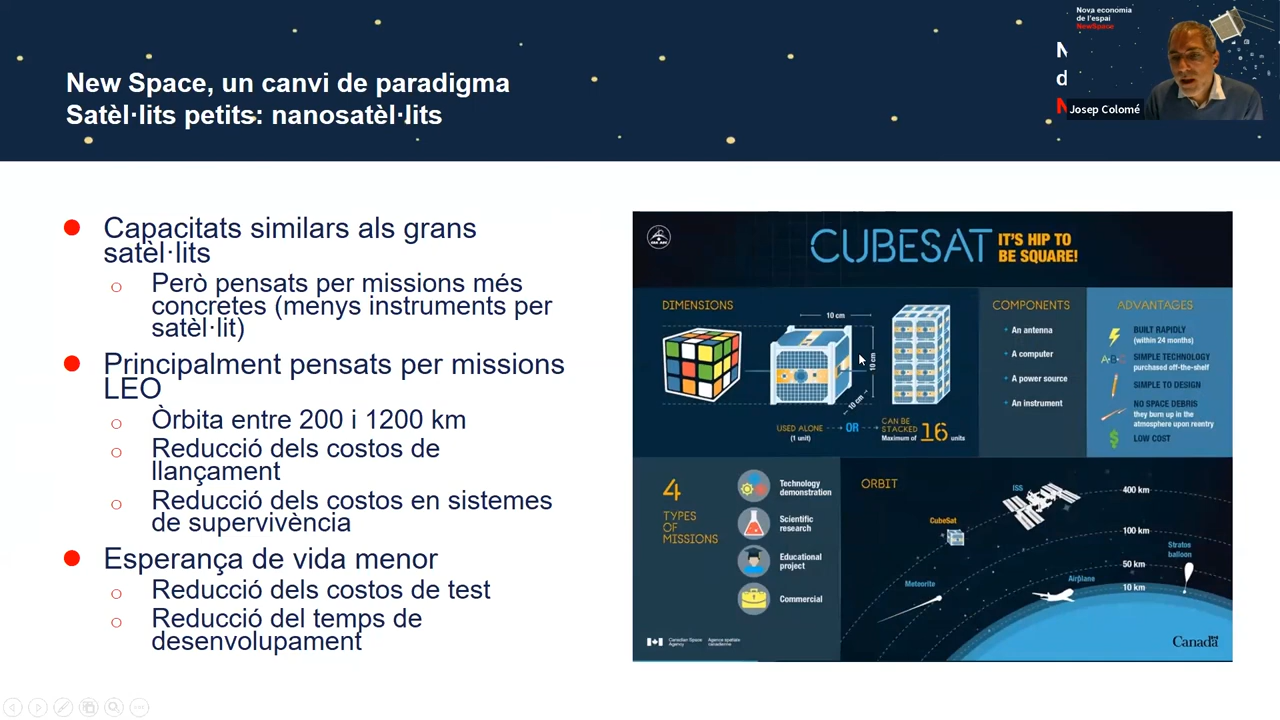 New Space, un canvi de paradigma
Satèl·lits petits: nanosatèl·lits
Nova economia
de l'espai
NewSpace
N
d
N
Josep Colomé
Capacitats similars als grans
satèl·lits
Però pensats per missions més
concretes (menys instruments per
satèl·lit)
Principalment pensats per missions
LEO
Òrbita entre 200 i 1200 km
Reducció dels costos de
llançament
Reducció dels costos en sistemes
de supervivència
Esperança de vida menor
Reducció dels costos de test
Reducció del temps de
desenvolupament
CUBESAT
IT'S HIP TO
BE SQUARE!
DIMENSIONS
10 cm
10 cm
10 cm
USED ALONE
(1 unit)
OR
CAN BE
STACKED
Maximum of 16 units
COMPONENTS
An antenna
A computer
A power source
An instrument
ADVANTAGES
BUILT RAPIDLY
(within 24 months)
A-B-C
SIMPLE TECHNOLOGY
purchased off-the-shelf
SIMPLE TO DESIGN
NO SPACE DEBRIS
they burn up in the
atmosphere upon reentry
$
LOW COST
4
TYPES
OF
MISSIONS
Technology
demonstration
Scientific
research
Educational
project
Commercial
ORBIT
ISS
400 km
CubeSat
100 km
Stratos
balloon
50 km
Meteorite
Airplane
10 km
Canadian Space
Agency
Agence spatiale
canadienne
Canada